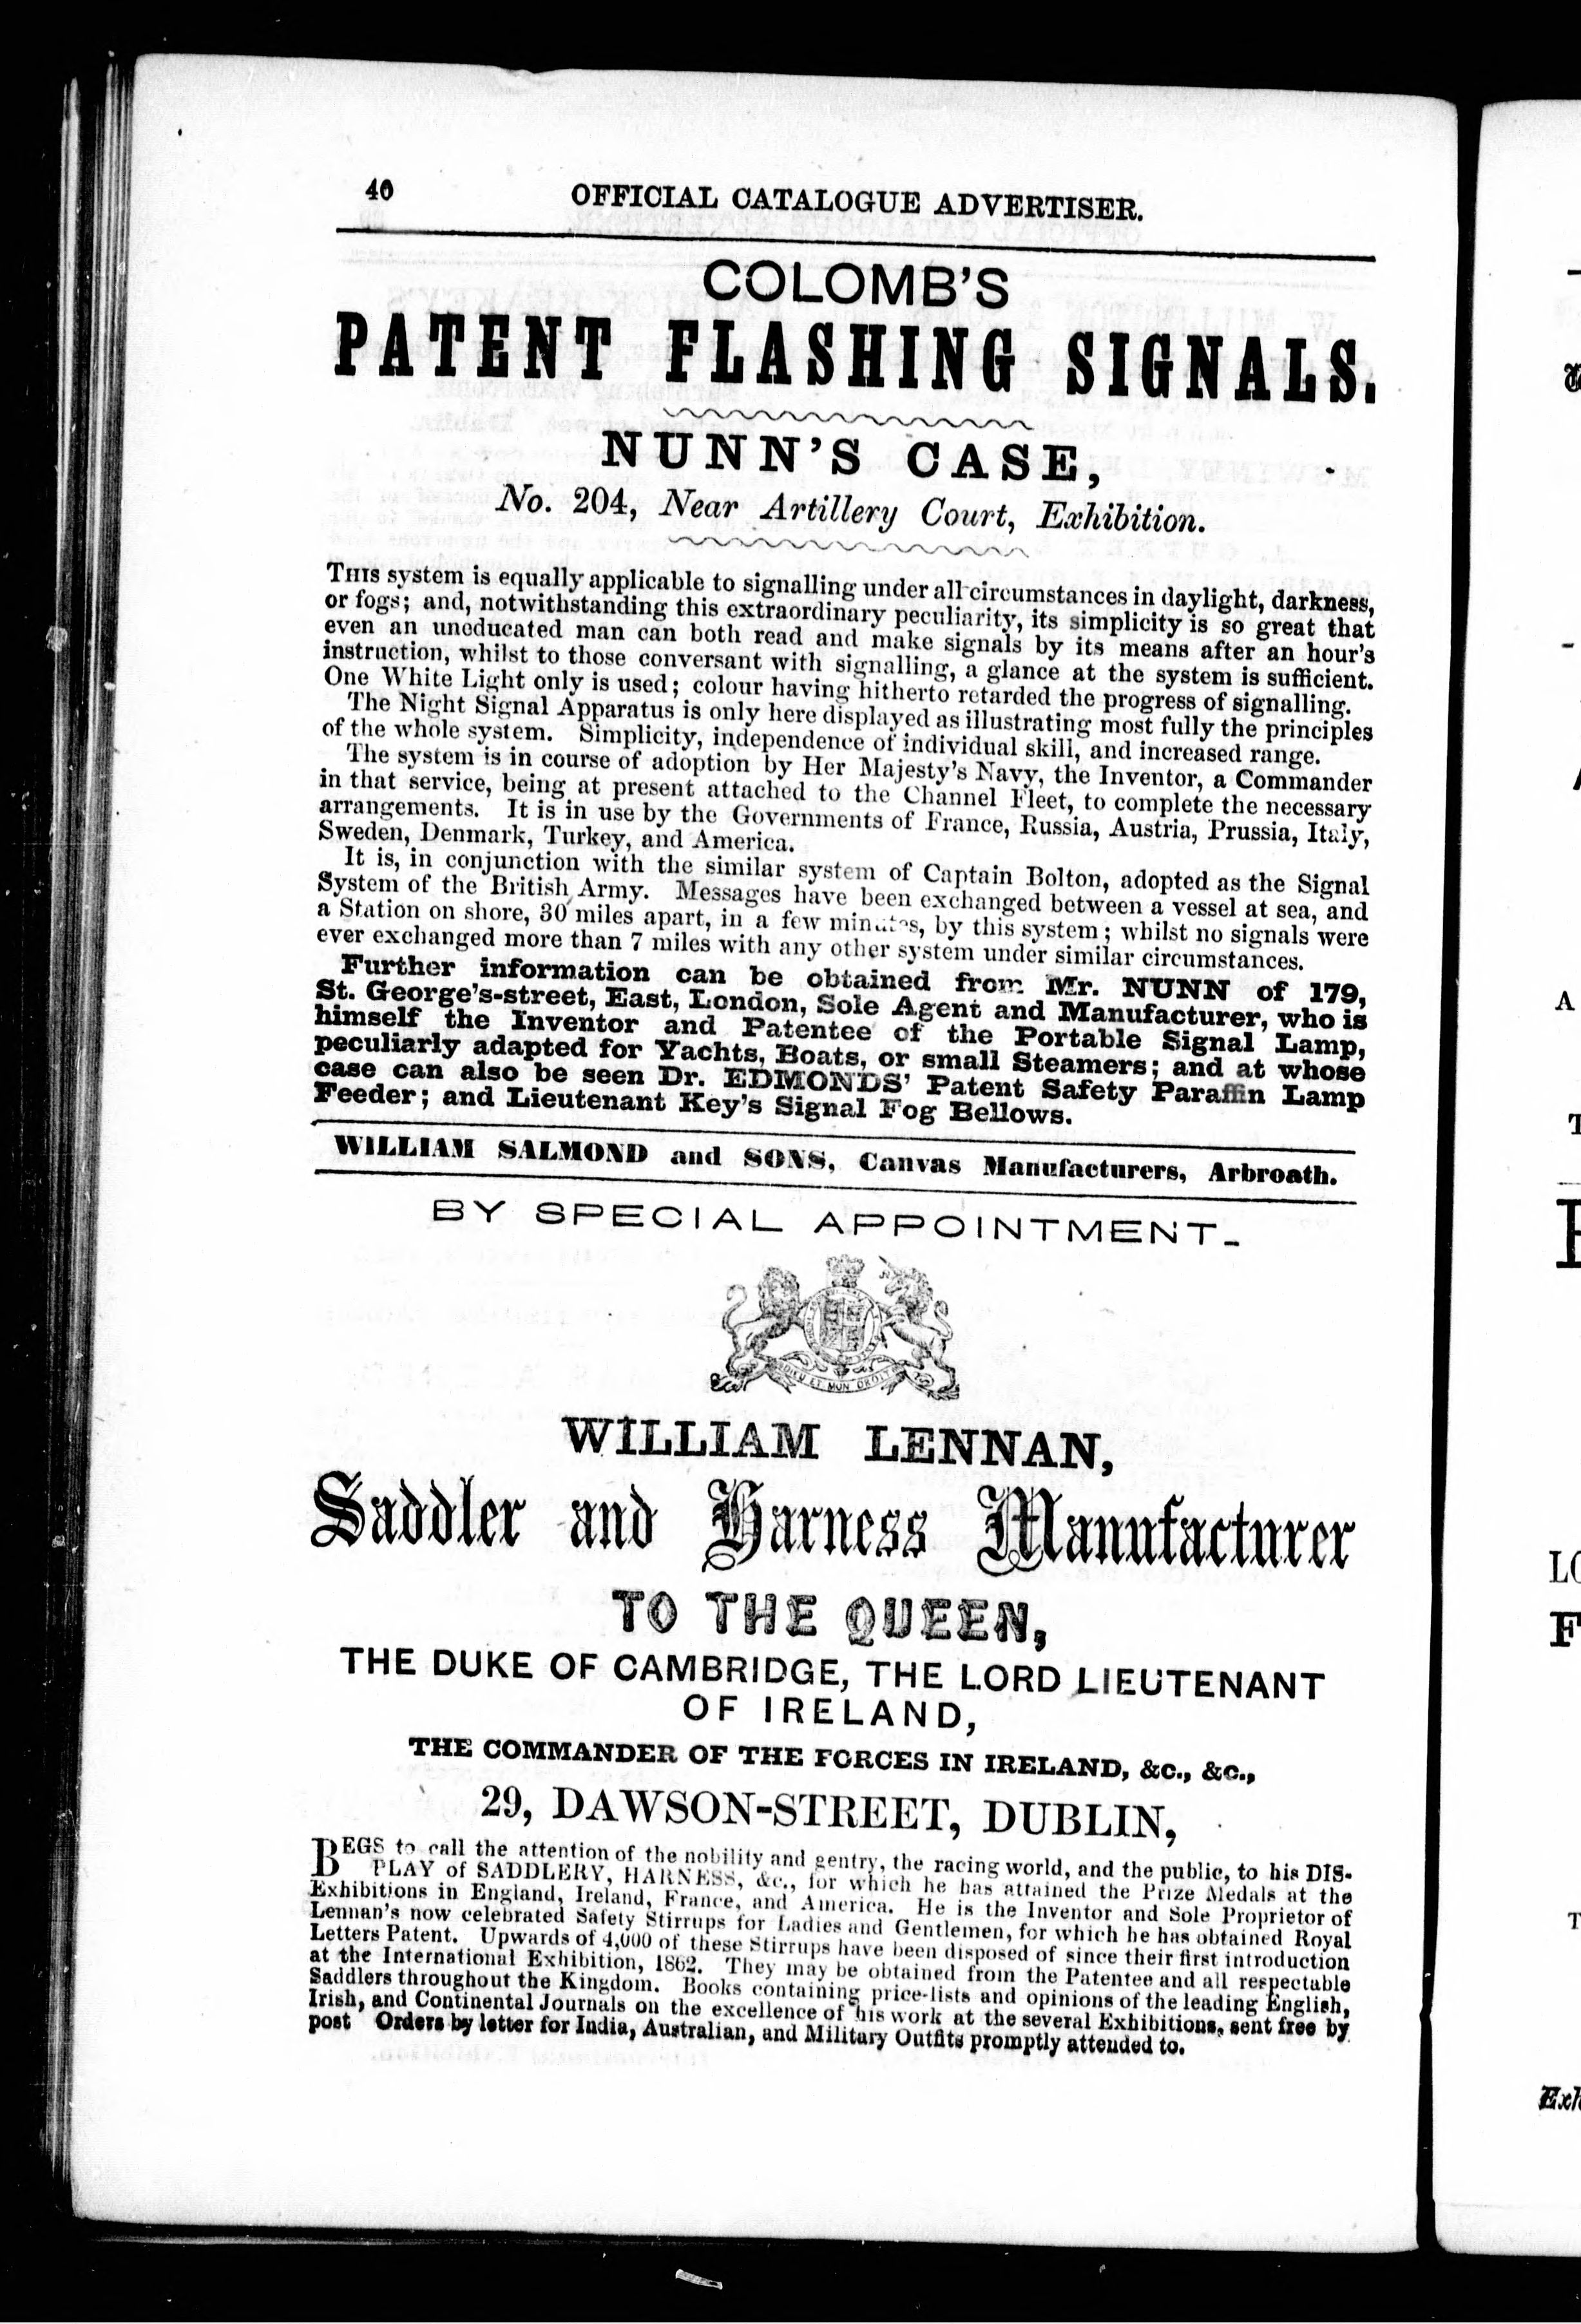 40 OFFICIAL CATALOGUE ADVERTISER.
COLOMB'S
PATENT FLASHING SIGNALS.
NUNN'S CASE,
No. 204, Near Artillery Court, Exhibition.
THIS system is equally applicable to signalling under all circumstances in daylight, darkness,
or fogs; and, notwithstanding this extraordinary peculiarity, its simplicity is so great that
even an uneducated man can both read and make signals by its means after an hour's
instruction, whilst to those conversant with signalling, a glance at the system is sufficient.
One White Light only is used; colour having hitherto retarded the progress of signalling.
The Night Signal Apparatus is only here displayed as illustrating most fully the principles
of the whole system. Simplicity, independence of individual skill, and increased range.
The system is in course of adoption by Her Majesty's Navy, the Inventor, a Commander
in that service, being at present attached to the Channel Fleet, to complete the necessary
arrangements. It is in use by the Governments of France, Russia, Austria, Prussia, Italy,
Sweden, Denmark, Turkey, and America.
It is, in conjunction with the similar system of Captain Bolton, adopted as the Signal
System of the British Army. Messages have been exchanged between a vessel at sea, and
a Station on shore, 30 miles apart, in a few minutes, by this system; whilst no signals were
ever exchanged more than 7 miles with any other system under similar circumstances.
Further information can be obtained from Mr. NUNN of 179,
St. George's-street, East, London, Sole Agent and Manufacturer, who is
himself the Inventor and Patentee of the Portable Signal Lamp,
peculiarly adapted for Yachts, Boats, or small Steamers; and at whose
case can also be seen Dr. EDMONDS' Patent Safety Paraffin Lamp
Feeder; and Lieutenant Key's Signal Fog Bellows.
WILLIAM SALMOND and SONS, Canvas Manufacturers, Arbroath.
BY SPECIAL APPOINTMENT.
DIEU ET MON DROIT
WILLIAM LENNAN,
Saddler and Harness Manufacturer
TO THE QUEEN,
THE DUKE OF CAMBRIDGE, THE LORD LIEUTENANT
OF IRELAND,
THE COMMANDER OF THE FORCES IN IRELAND, &c., &c.,
29, DAWSON-STREET, DUBLIN,
BEGS to call the attention of the nobility and gentry, the racing world, and the public, to his DIS-
PLAY of SADDLERY, HARNESS, &c., for which he has attained the Prize Medals at the
Exhibitions in England, Ireland, France, and America. He is the Inventor and Sole Proprietor of
Lennan's now celebrated Safety Stirrups for Ladies and Gentlemen, for which he has obtained Royal
Letters Patent. Upwards of 4,000 of these Stirrups have been disposed of since their first introduction
at the International Exhibition, 1862. They may be obtained from the Patentee and all respectable
Saddlers throughout the Kingdom. Books containing price-lists and opinions of the leading English,
Irish, and Continental Journals on the excellence of his work at the several Exhibitions, sent free by
post Orders by letter for India, Australian, and Military Outfits promptly attended to.